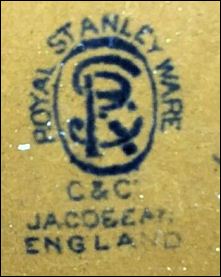 ROYAL STANLEY WARE
C & Cº
JACOBEAN
ENGLAND